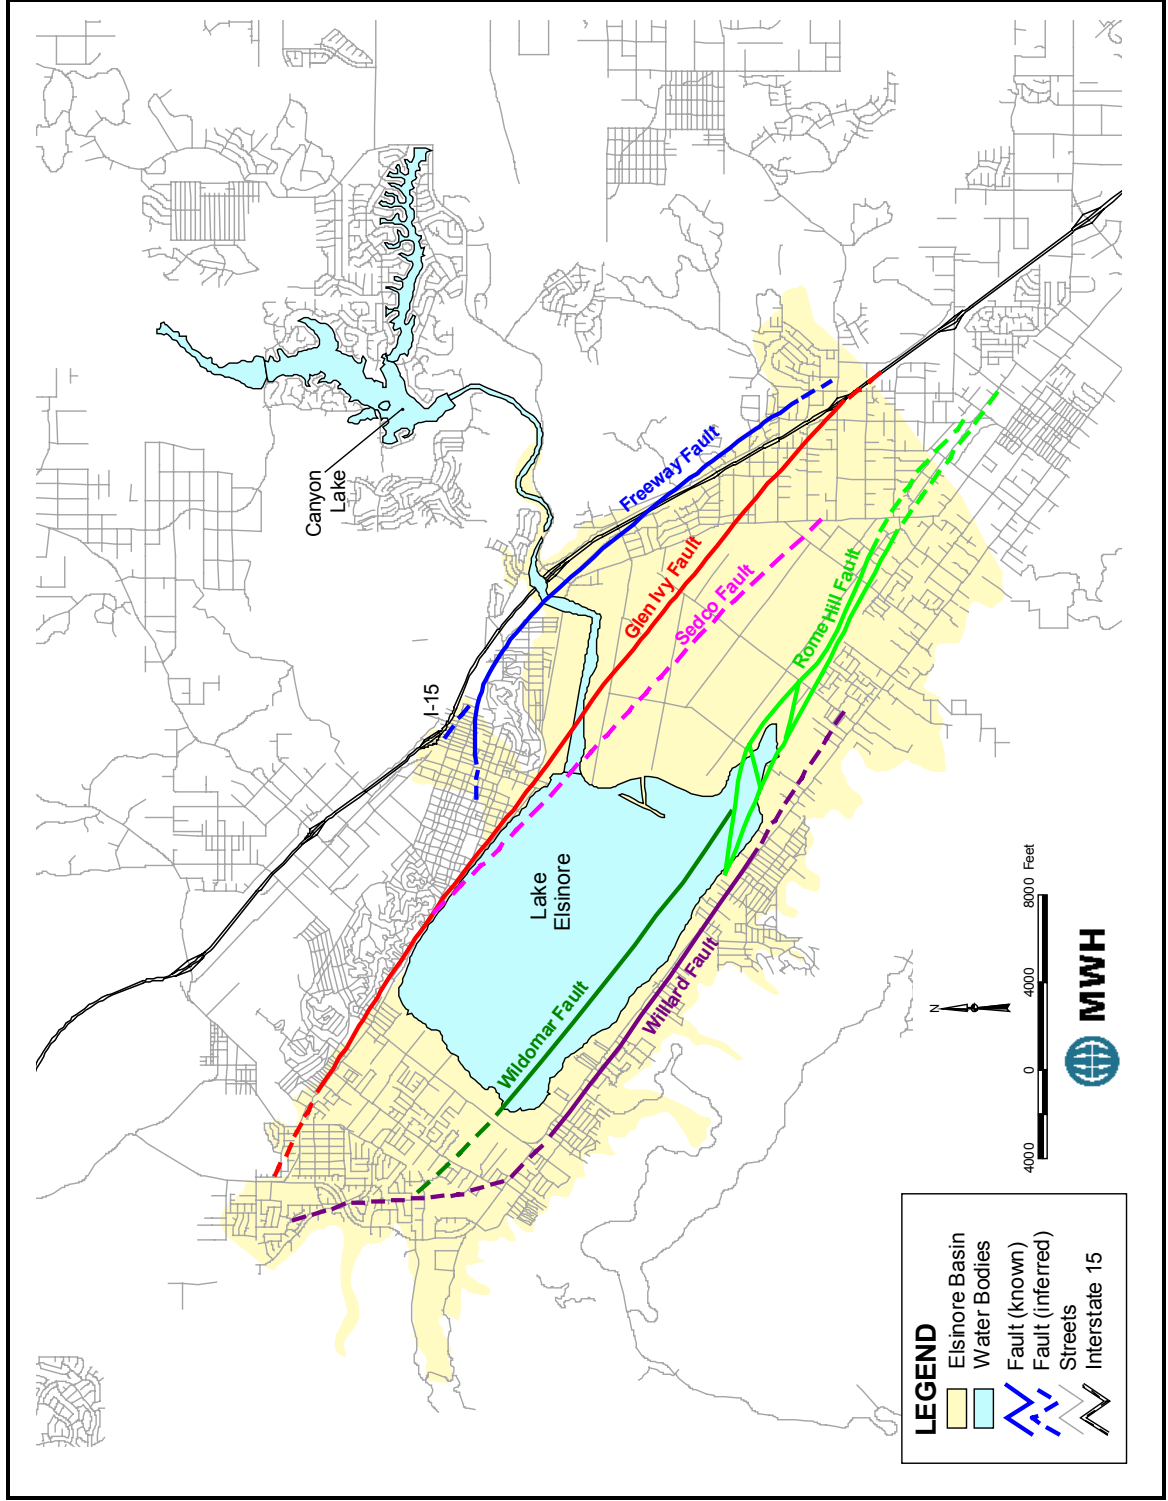 Canyon
Lake
I-15
Freeway Fault
Glen Ivy Fault
Sedco Fault
Rome Hill Fault
Lake
Elsinore
Wildomar Fault
Willard Fault
LEGEND
Elsinore Basin
Water Bodies
Fault (known)
Fault (inferred)
Streets
Interstate 15
N
4000 0 4000 8000 Feet
MWH